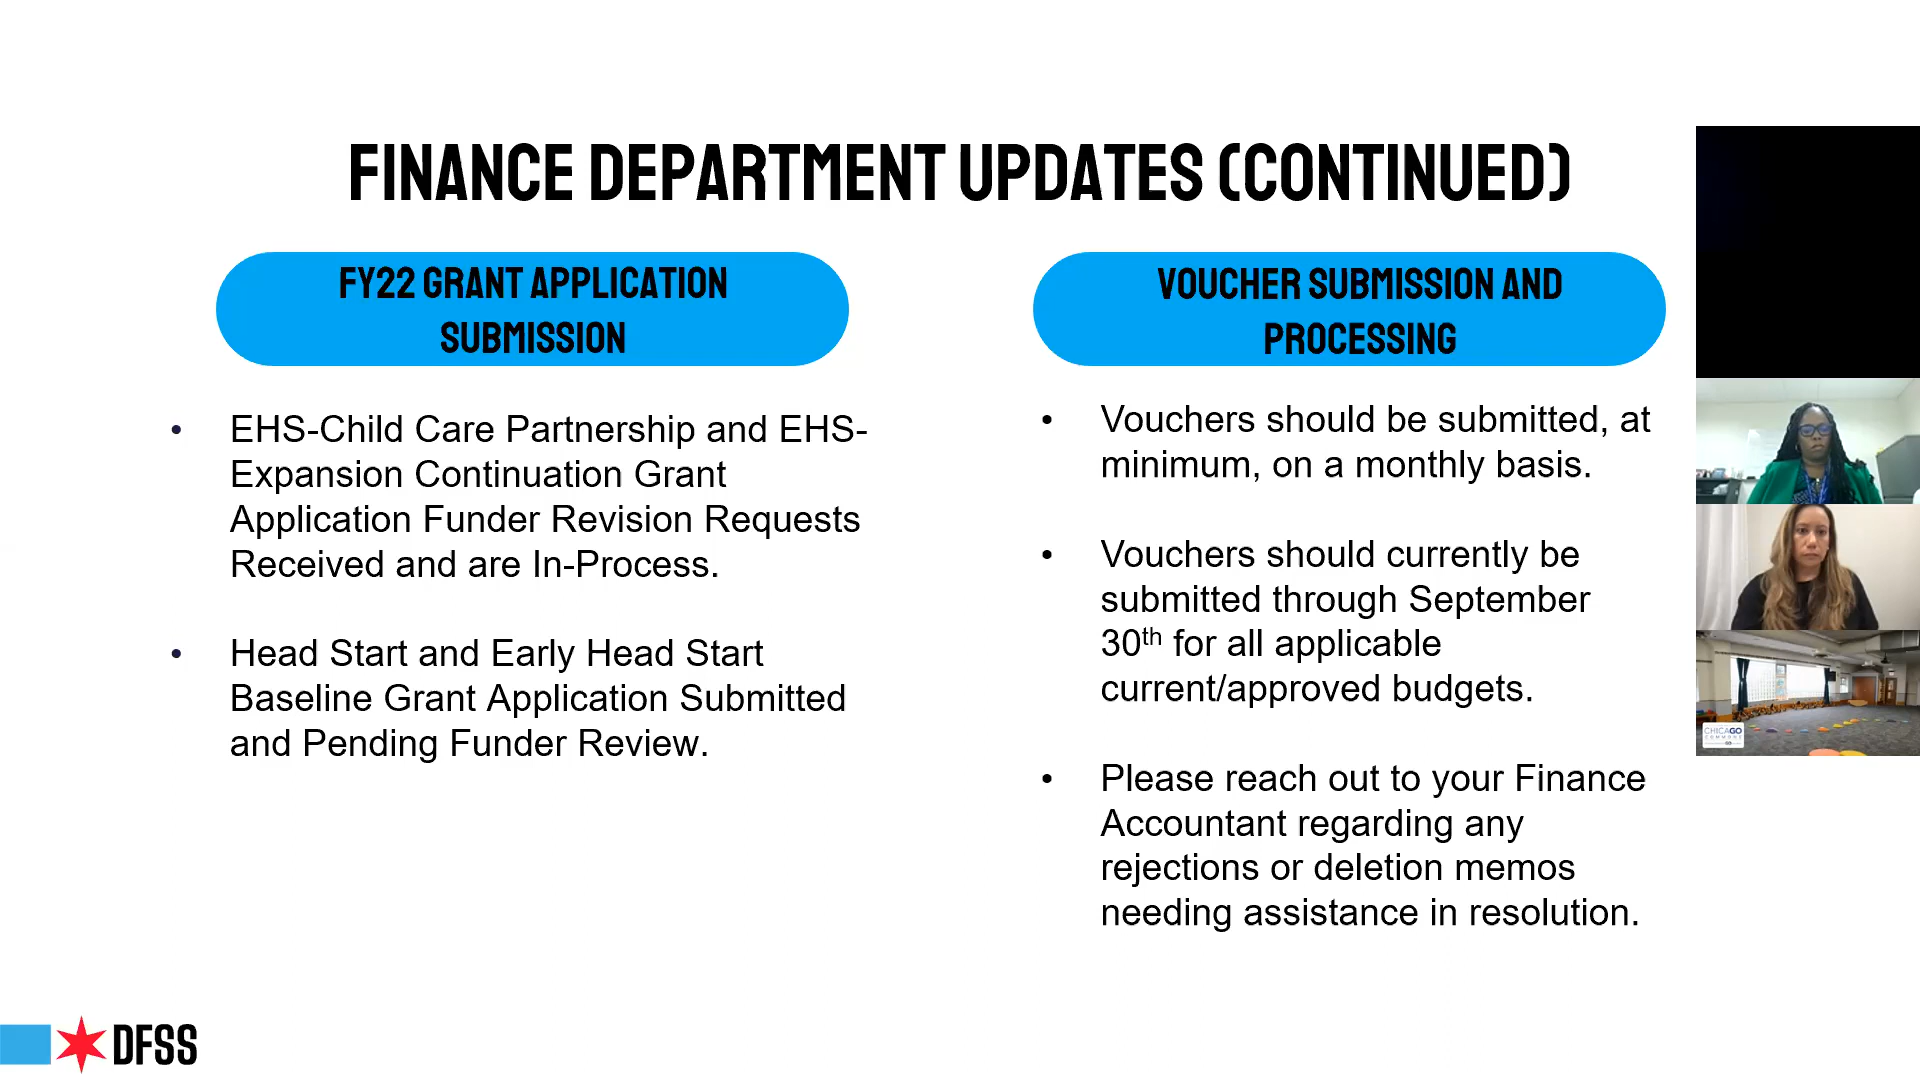 FINANCE DEPARTMENT UPDATES (CONTINUED)
FY22 GRANT APPLICATION
SUBMISSION
• EHS-Child Care Partnership and EHS-
Expansion Continuation Grant
Application Funder Revision Requests
Received and are In-Process.
• Head Start and Early Head Start
Baseline Grant Application Submitted
and Pending Funder Review.
VOUCHER SUBMISSION AND
PROCESSING
• Vouchers should be submitted, at
minimum, on a monthly basis.
• Vouchers should currently be
submitted through September
30th for all applicable
current/approved budgets.
• Please reach out to your Finance
Accountant regarding any
rejections or deletion memos
needing assistance in resolution.
CHICAGO
COMMONS
DFSS